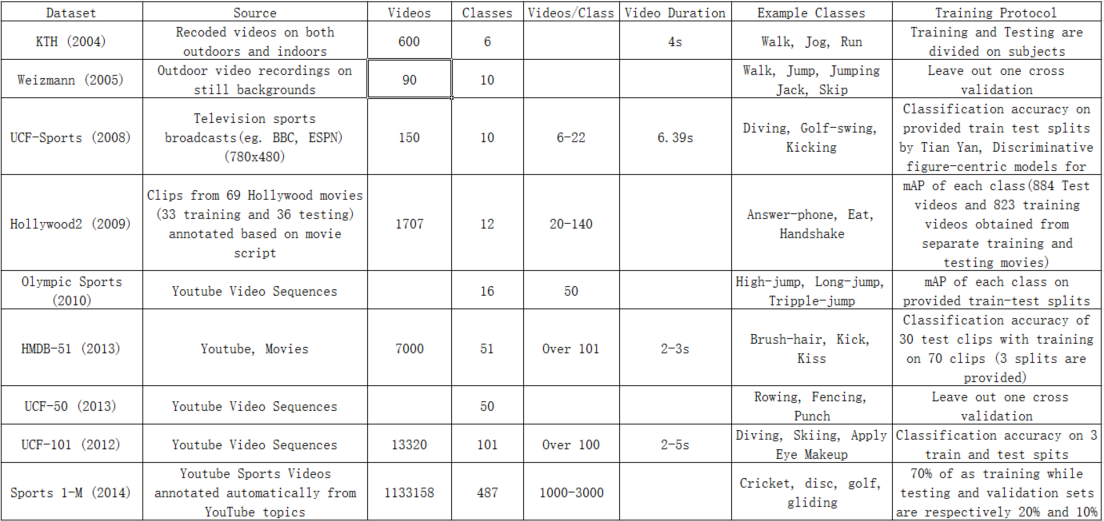 Dataset Source Videos Classes Videos/Class Video Duration Example Classes Training Protocol
KTH (2004) Recoded videos on both outdoors and indoors 600 6 4s Walk, Jog, Run Training and Testing are divided on subjects
Weizmann (2005) Outdoor video recordings on still backgrounds 90 10 Walk, Jump, Jumping Jack, Skip Leave out one cross validation
UCF-Sports (2008) Television sports broadcasts(eg. BBC, ESPN) (780x480) 150 10 6-22 6.39s Diving, Golf-swing, Kicking Classification accuracy on provided train test splits by Tian Yan, Discriminative figure-centric models for
Hollywood2 (2009) Clips from 69 Hollywood movies (33 training and 36 testing) annotated based on movie script 1707 12 20-140 Answer-phone, Eat, Handshake mAP of each class(884 Test videos and 823 training videos obtained from separate training and testing movies)
Olympic Sports (2010) Youtube Video Sequences 16 50 High-jump, Long-jump, Tripple-jump mAP of each class on provided train-test splits
HMDB-51 (2013) Youtube, Movies 7000 51 Over 101 2-3s Brush-hair, Kick, Kiss Classification accuracy of 30 test clips with training on 70 clips (3 splits are provided)
UCF-50 (2013) Youtube Video Sequences 50 Rowing, Fencing, Punch Leave out one cross validation
UCF-101 (2012) Youtube Video Sequences 13320 101 Over 100 2-5s Diving, Skiing, Apply Eye Makeup Classification accuracy on 3 train and test spits
Sports 1-M (2014) Youtube Sports Videos annotated automatically from YouTube topics 1133158 487 1000-3000 Cricket, disc, golf, gliding 70% of as training while testing and validation sets are respectively 20% and 10%